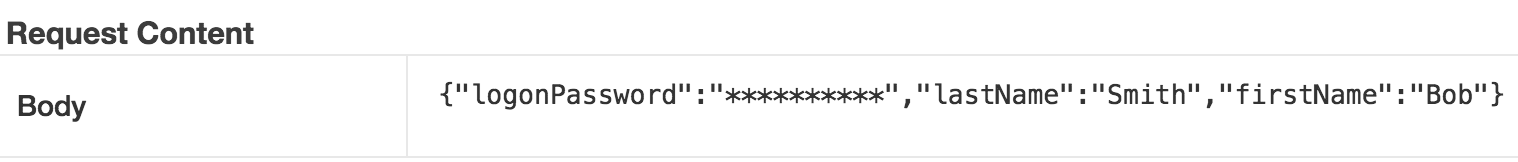 Request Content
Body
{"logonPassword":"**********","lastName":"Smith","firstName":"Bob"}